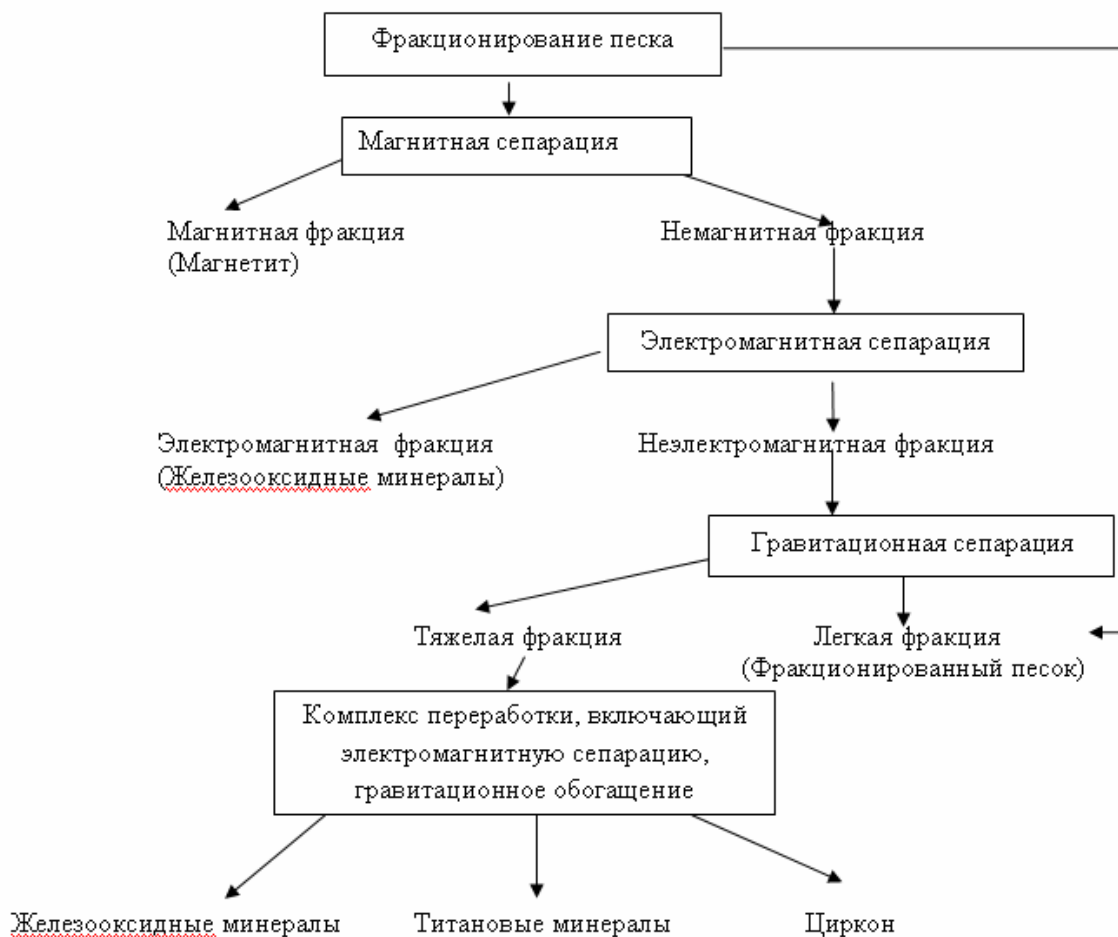 Фракционирование песка
Магнитная сепарация
Магнитная фракция
(Магнетит)
Немагнитная фракция
Электромагнитная сепарация
Электромагнитная фракция
(Железооксидные минералы)
Неэлектромагнитная фракция
Гравитационная сепарация
Тяжелая фракция
Легкая фракция
(Фракционированный песок)
Комплекс переработки, включающий
электромагнитную сепарацию,
гравитационное обогащение
Железооксидные минералы
Титановые минералы
Циркон